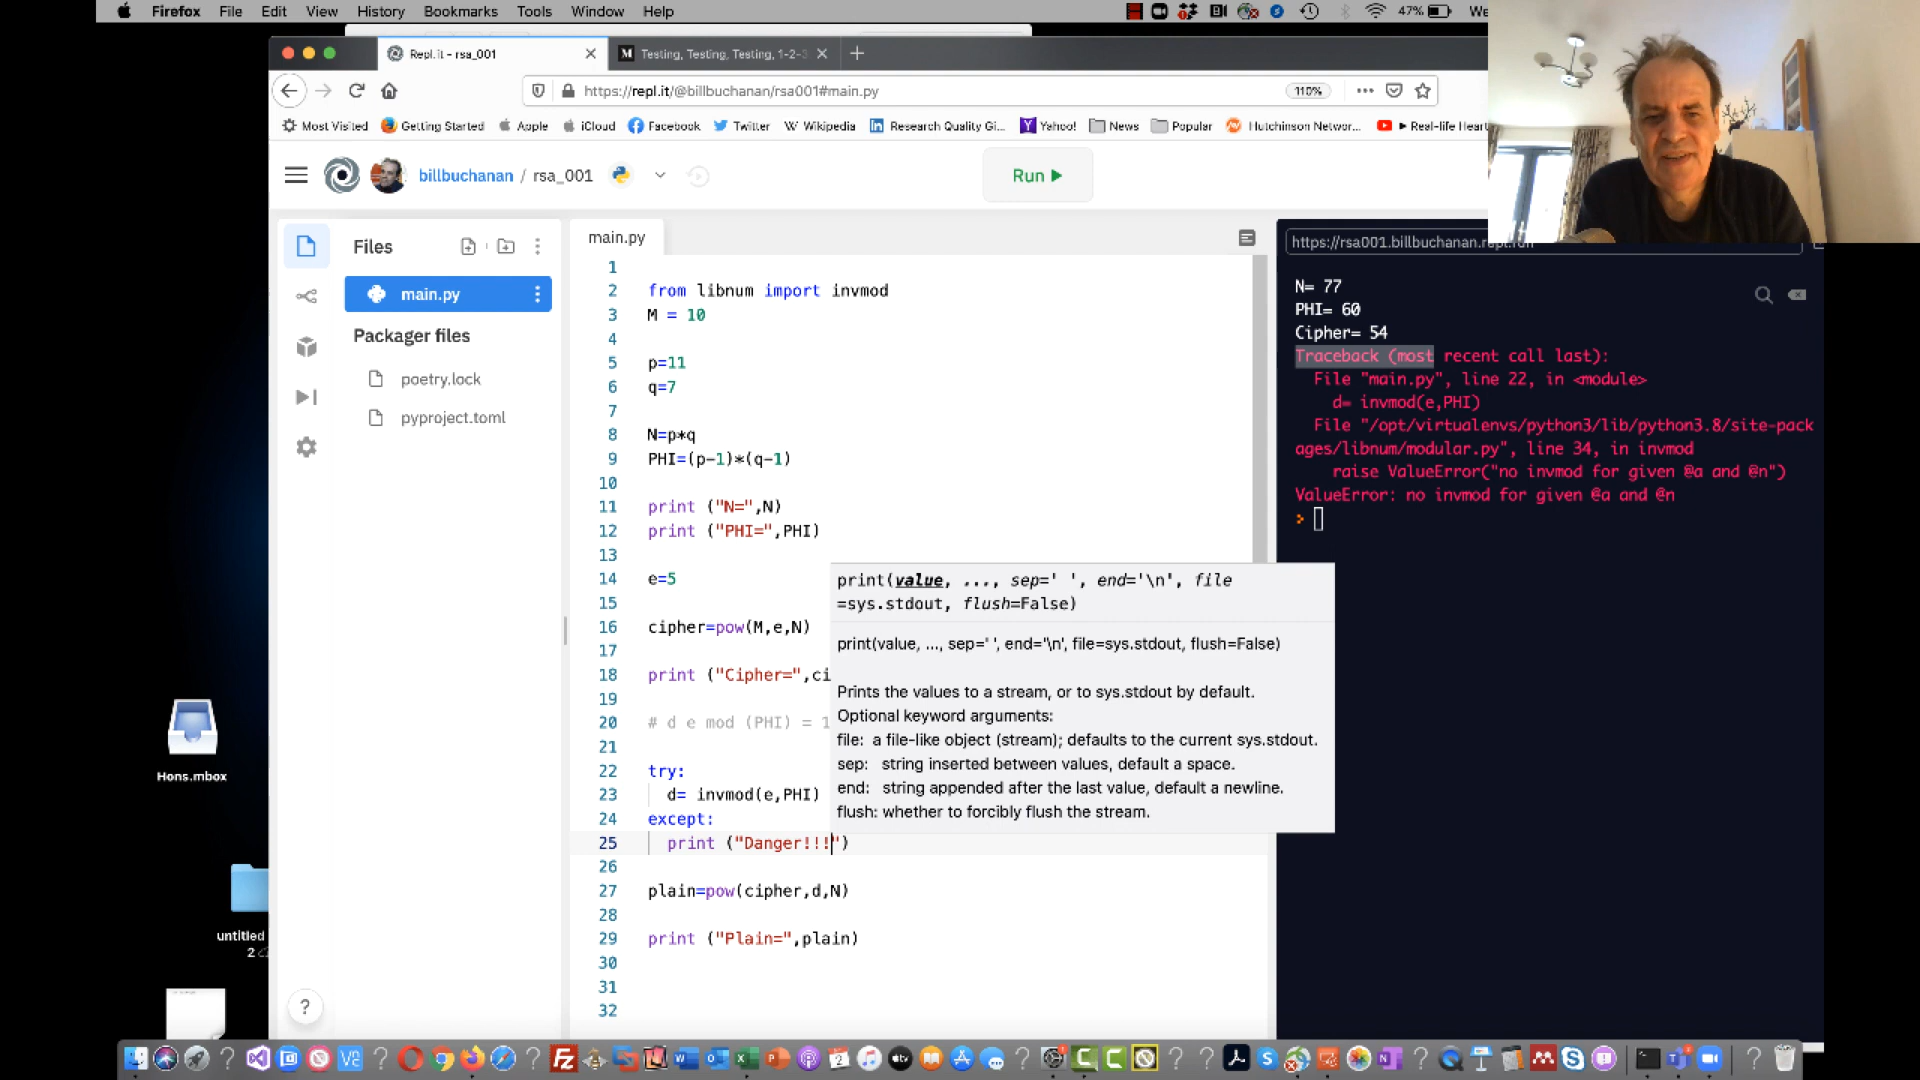 Firefox File Edit View History Bookmarks Tools Window Help
47%
Repl.it - rsa_001
M Testing, Testing, Testing, 1-2-3
https://repl.it/@billbuchanan/rsa001#main.py
110%
Most Visited Getting Started Apple iCloud Facebook Twitter W Wikipedia Research Quality Gi... Yahoo! News Popular Hutchinson Networ... Real-life Heart
billbuchanan / rsa_001
Run
Files
main.py
Packager files
poetry.lock
pyproject.toml
main.py
1
2 from libnum import invmod
3 M = 10
4
5 p=11
6 q=7
7
8 N=p*q
9 PHI=(p-1)*(q-1)
10
11 print ("N=",N)
12 print ("PHI=",PHI)
13
14 e=5
15
16 cipher=pow(M,e,N)
17
18 print ("Cipher=",ci
19
20 # d e mod (PHI) = 1
21
22 try:
23 d= invmod(e,PHI)
24 except:
25 print ("Danger!!!")
26
27 plain=pow(cipher,d,N)
28
29 print ("Plain=",plain)
30
31
32
print(value, ..., sep=' ', end='\n', file
=sys.stdout, flush=False)
print(value, ..., sep=' ', end='\n', file=sys.stdout, flush=False)
Prints the values to a stream, or to sys.stdout by default.
Optional keyword arguments:
file: a file-like object (stream); defaults to the current sys.stdout.
sep: string inserted between values, default a space.
end: string appended after the last value, default a newline.
flush: whether to forcibly flush the stream.
https://rsa001.billbuchanan.repl.run
N= 77
PHI= 60
Cipher= 54
Traceback (most recent call last):
File "main.py", line 22, in <module>
d= invmod(e,PHI)
File "/opt/virtualenvs/python3/lib/python3.8/site-pack
ages/libnum/modular.py", line 34, in invmod
raise ValueError("no invmod for given @a and @n")
ValueError: no invmod for given @a and @n
>
Hons.mbox
untitled
2
?